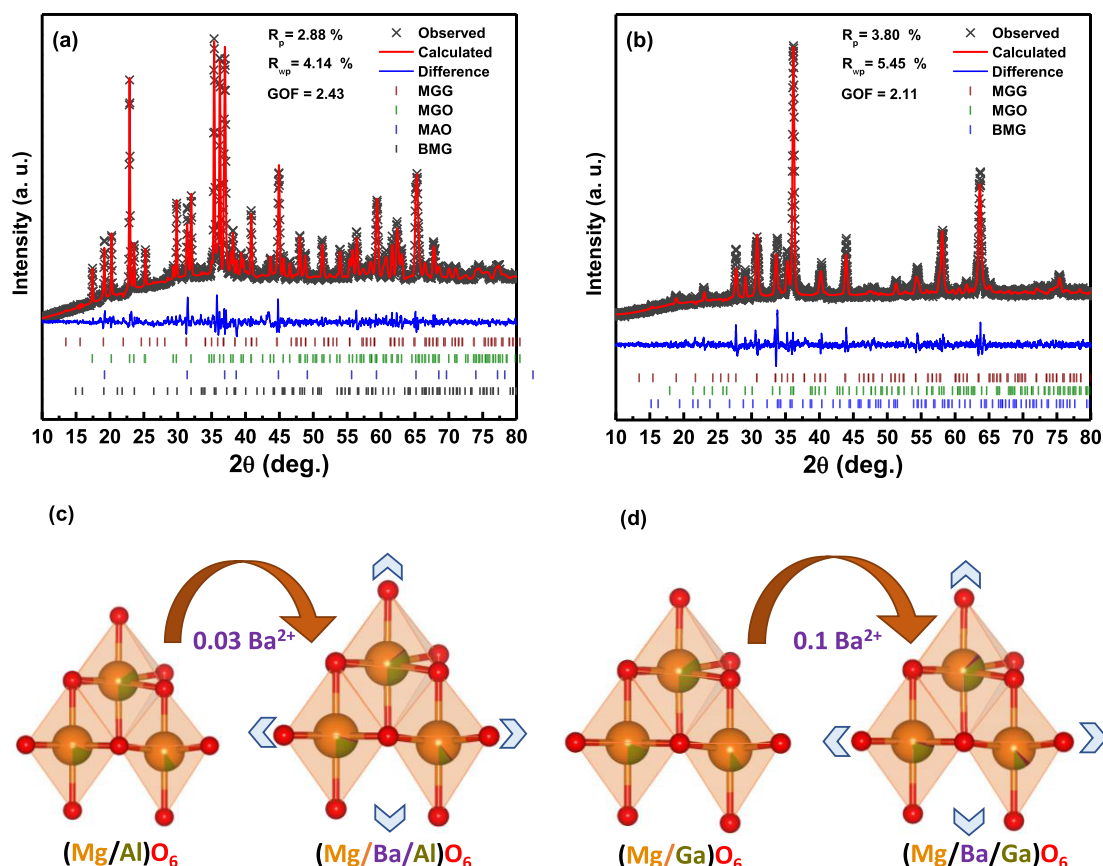 (a)
R_p = 2.88 %
R_wp = 4.14 %
GOF = 2.43
Observed
Calculated
Difference
MGG
MGO
MAO
BMG
Intensity (a. u.)
10 15 20 25 30 35 40 45 50 55 60 65 70 75 80
2θ (deg.)
(b)
R_p = 3.80 %
R_wp = 5.45 %
GOF = 2.11
Observed
Calculated
Difference
MGG
MGO
BMG
Intensity (a. u.)
10 15 20 25 30 35 40 45 50 55 60 65 70 75 80
2θ (deg.)
(c)
0.03 Ba²⁺
(Mg/Al)O₆
(Mg/Ba/Al)O₆
(d)
0.1 Ba²⁺
(Mg/Ga)O₆
(Mg/Ba/Ga)O₆